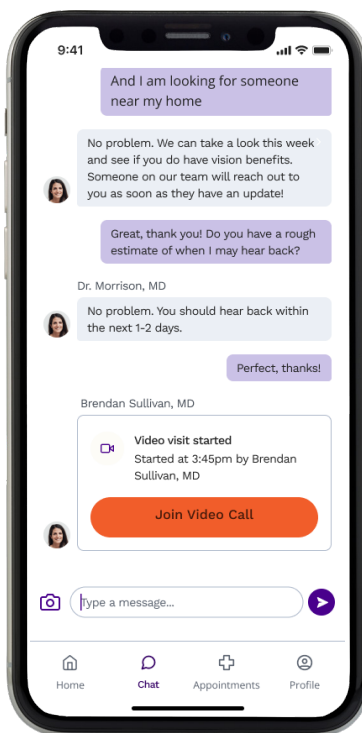 9:41
And I am looking for someone
near my home
No problem. We can take a look this week
and see if you do have vision benefits.
Someone on our team will reach out to
you as soon as they have an update!
Great, thank you! Do you have a rough
estimate of when I may hear back?
Dr. Morrison, MD
No problem. You should hear back within
the next 1-2 days.
Perfect, thanks!
Brendan Sullivan, MD
Video visit started
Started at 3:45pm by Brendan
Sullivan, MD
Join Video Call
Type a message...
Home
Chat
Appointments
Profile